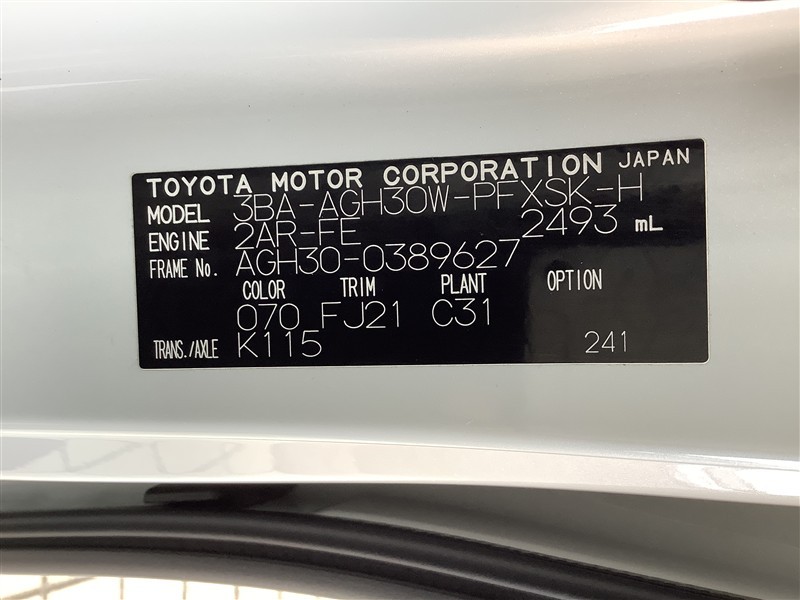 TOYOTA MOTOR CORPORATION JAPAN
MODEL 3BA-AGH30W-PFXSK-H
ENGINE 2AR-FE 2493 mL
FRAME No. AGH30-0389627
COLOR TRIM PLANT OPTION
070 FJ21 C31
TRANS./AXLE K115 241